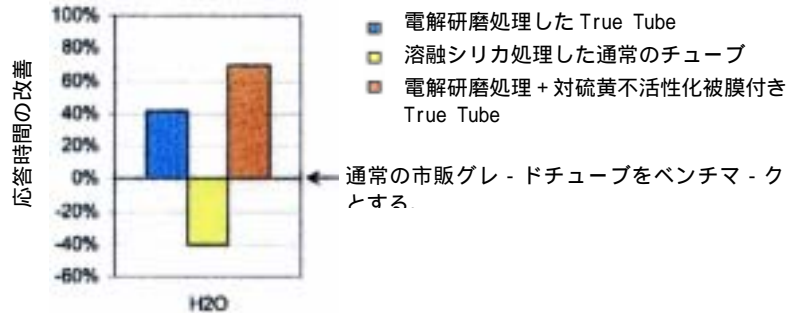 応答時間の改善
100%
80%
60%
40%
20%
0%
-20%
-40%
-60%
H2O
電解研磨処理した True Tube
溶融シリカ処理した通常のチューブ
電解研磨処理 + 対硫黄不活性化被膜付き
True Tube
通常の市販グレ - ドチューブをベンチマ - ク
とする.